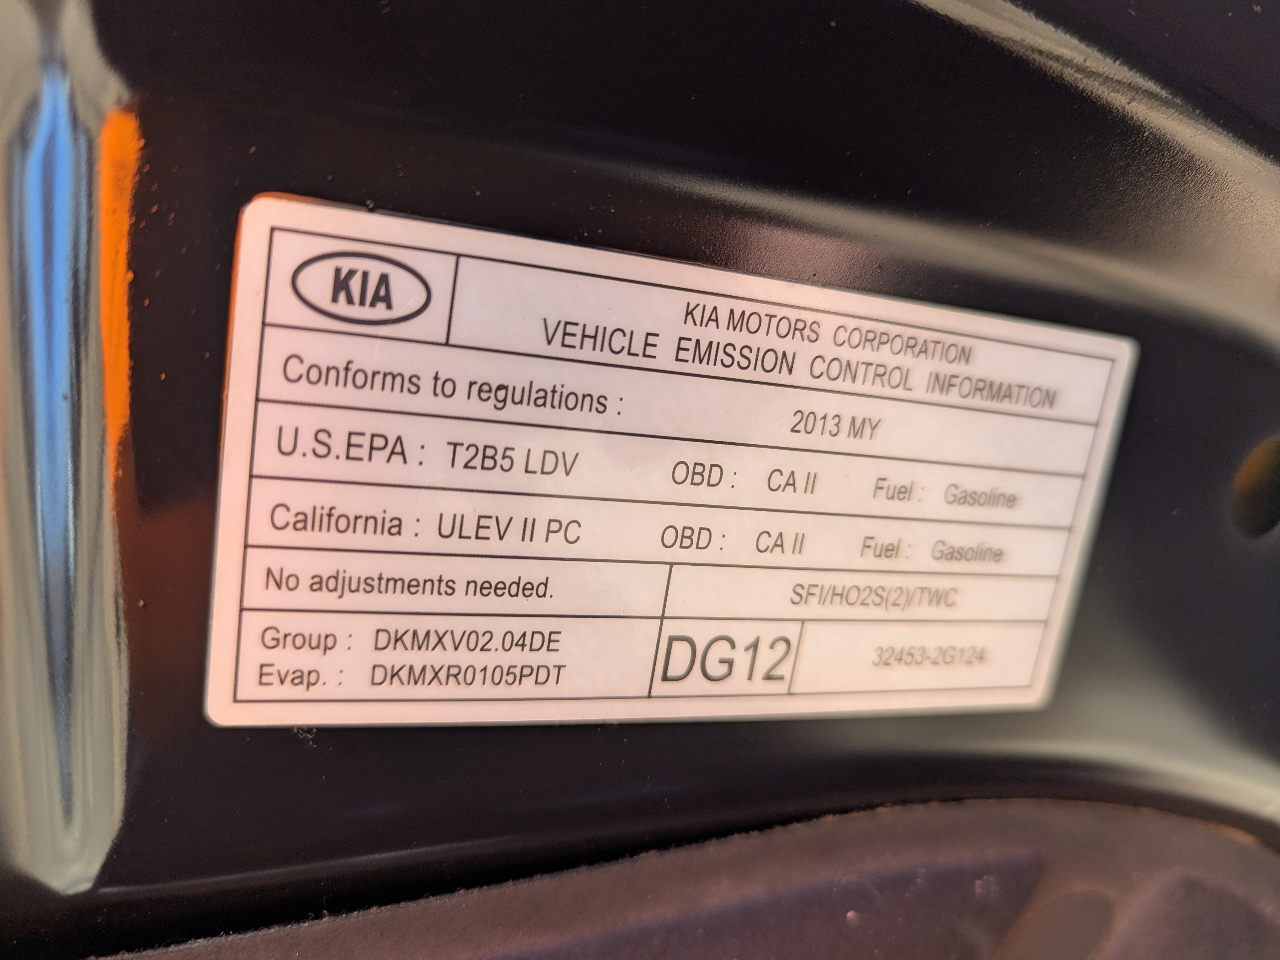 KIA
KIA MOTORS CORPORATION
VEHICLE EMISSION CONTROL INFORMATION
Conforms to regulations : 2013 MY
U.S.EPA : T2B5 LDV OBD : CA II Fuel : Gasoline
California : ULEV II PC OBD : CA II Fuel : Gasoline
No adjustments needed. SFI/HO2S(2)/TWC
Group : DKMXV02.04DE
Evap. : DKMXR0105PDT
DG12
32453-2G124